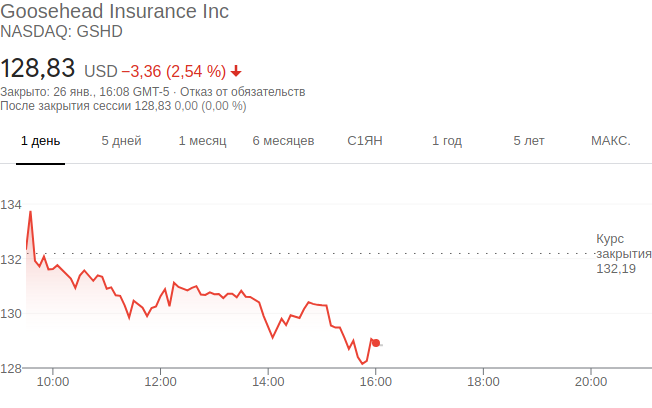 Goosehead Insurance Inc
NASDAQ: GSHD
128,83 USD −3,36 (2,54 %)
Закрыто: 26 янв., 16:08 GMT-5 · Отказ от обязательств
После закрытия сессии 128,83 0,00 (0,00 %)
1 день 5 дней 1 месяц 6 месяцев С1ЯН 1 год 5 лет МАКС.
134
Курс
132 закрытия
132,19
130
128
10:00 12:00 14:00 16:00 18:00 20:00